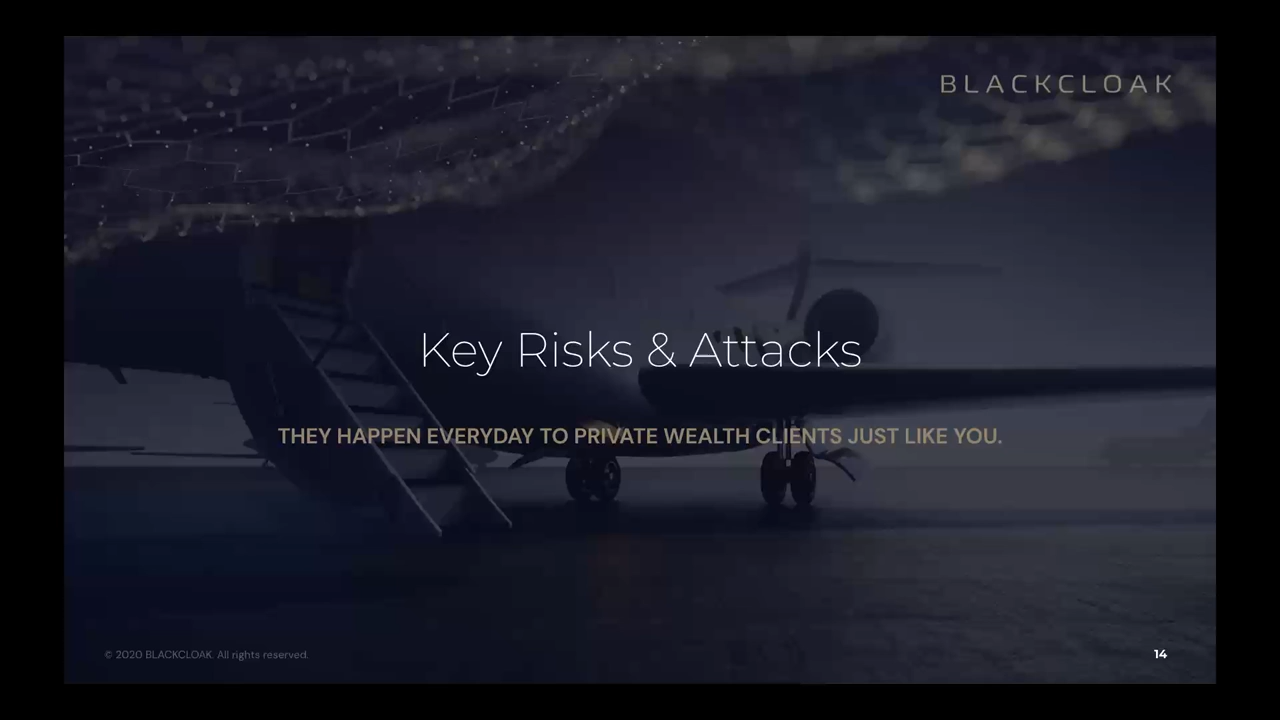 BLACKCLOAK
Key Risks & Attacks
THEY HAPPEN EVERYDAY TO PRIVATE WEALTH CLIENTS JUST LIKE YOU.
© 2020 BLACKCLOAK. All rights reserved.
14